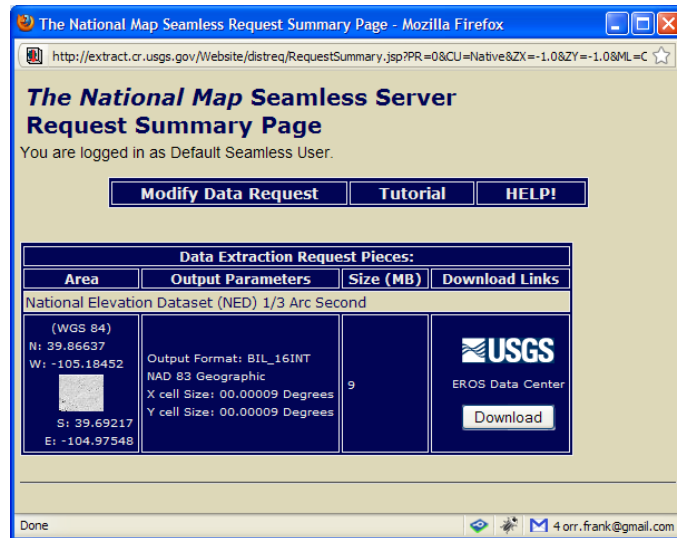 The National Map Seamless Request Summary Page - Mozilla Firefox
http://extract.cr.usgs.gov/Website/distreq/RequestSummary.jsp?PR=0&CU=Native&ZX=-1.0&ZY=-1.0&ML=C
The National Map Seamless Server
Request Summary Page
You are logged in as Default Seamless User.
Modify Data Request Tutorial HELP!
Data Extraction Request Pieces:
Area Output Parameters Size (MB) Download Links
National Elevation Dataset (NED) 1/3 Arc Second
(WGS 84)
N: 39.86637
W: -105.18452
S: 39.69217
E: -104.97548
Output Format: BIL_16INT
NAD 83 Geographic
X cell Size: 00.00009 Degrees
Y cell Size: 00.00009 Degrees
9
USGS
EROS Data Center
Download
Done
4 orr.frank@gmail.com